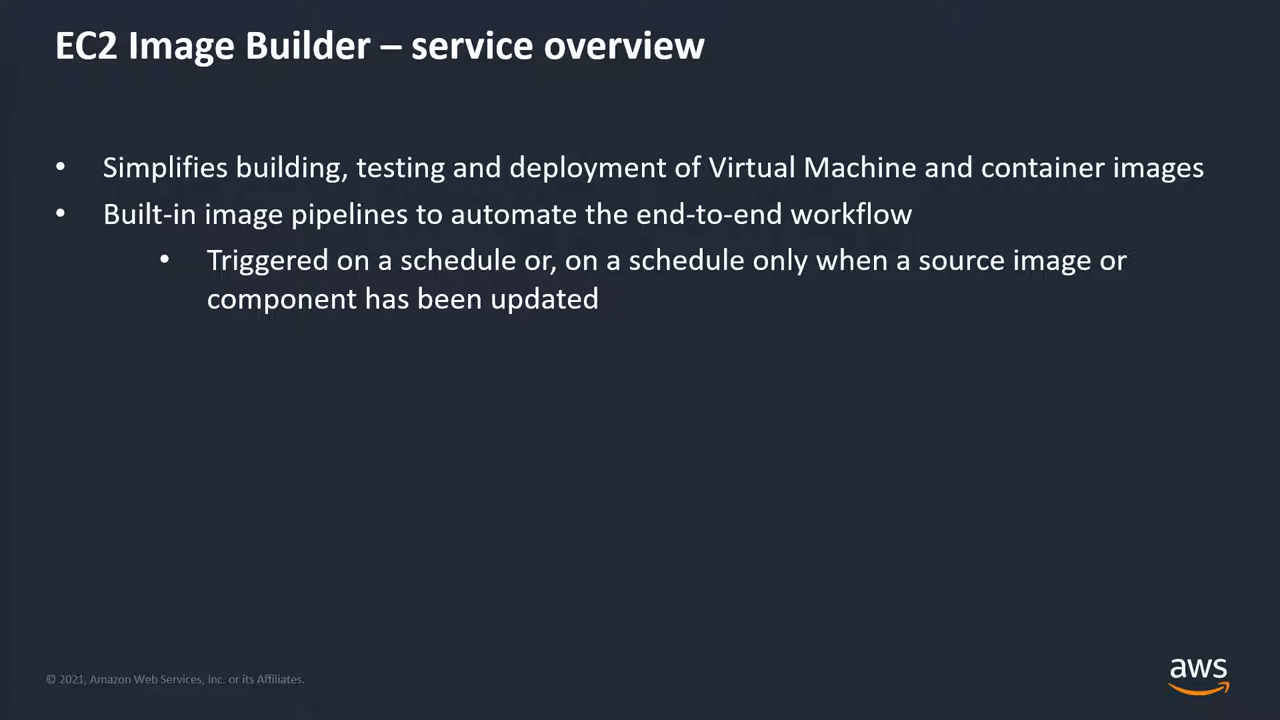 EC2 Image Builder – service overview
• Simplifies building, testing and deployment of Virtual Machine and container images
• Built-in image pipelines to automate the end-to-end workflow
• Triggered on a schedule or, on a schedule only when a source image or
component has been updated
© 2021, Amazon Web Services, Inc. or its Affiliates.
aws